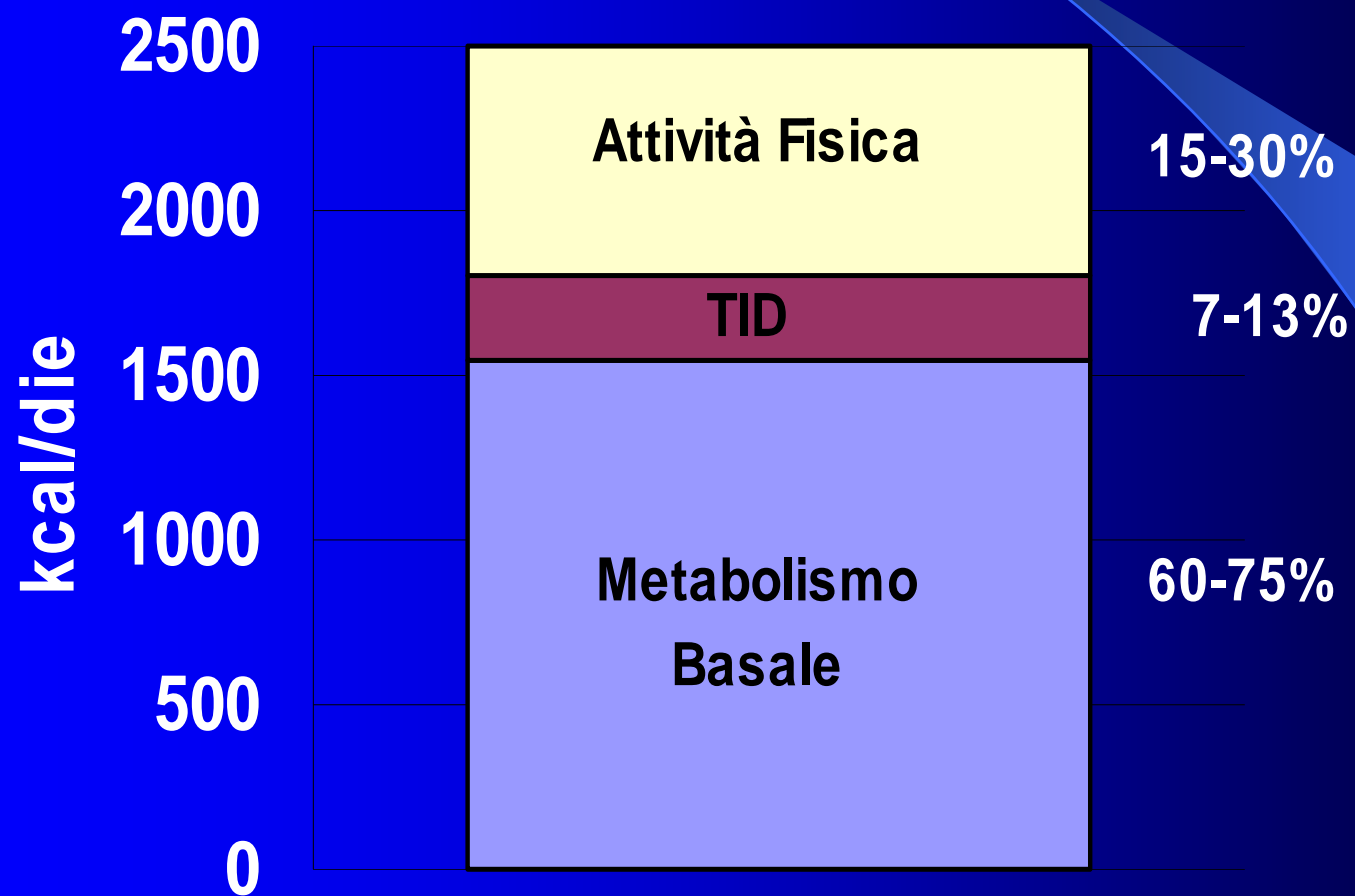 2500
Attività Fisica
15-30%
2000
TID
7-13%
1500
kcal/die
1000
Metabolismo
60-75%
Basale
500
0